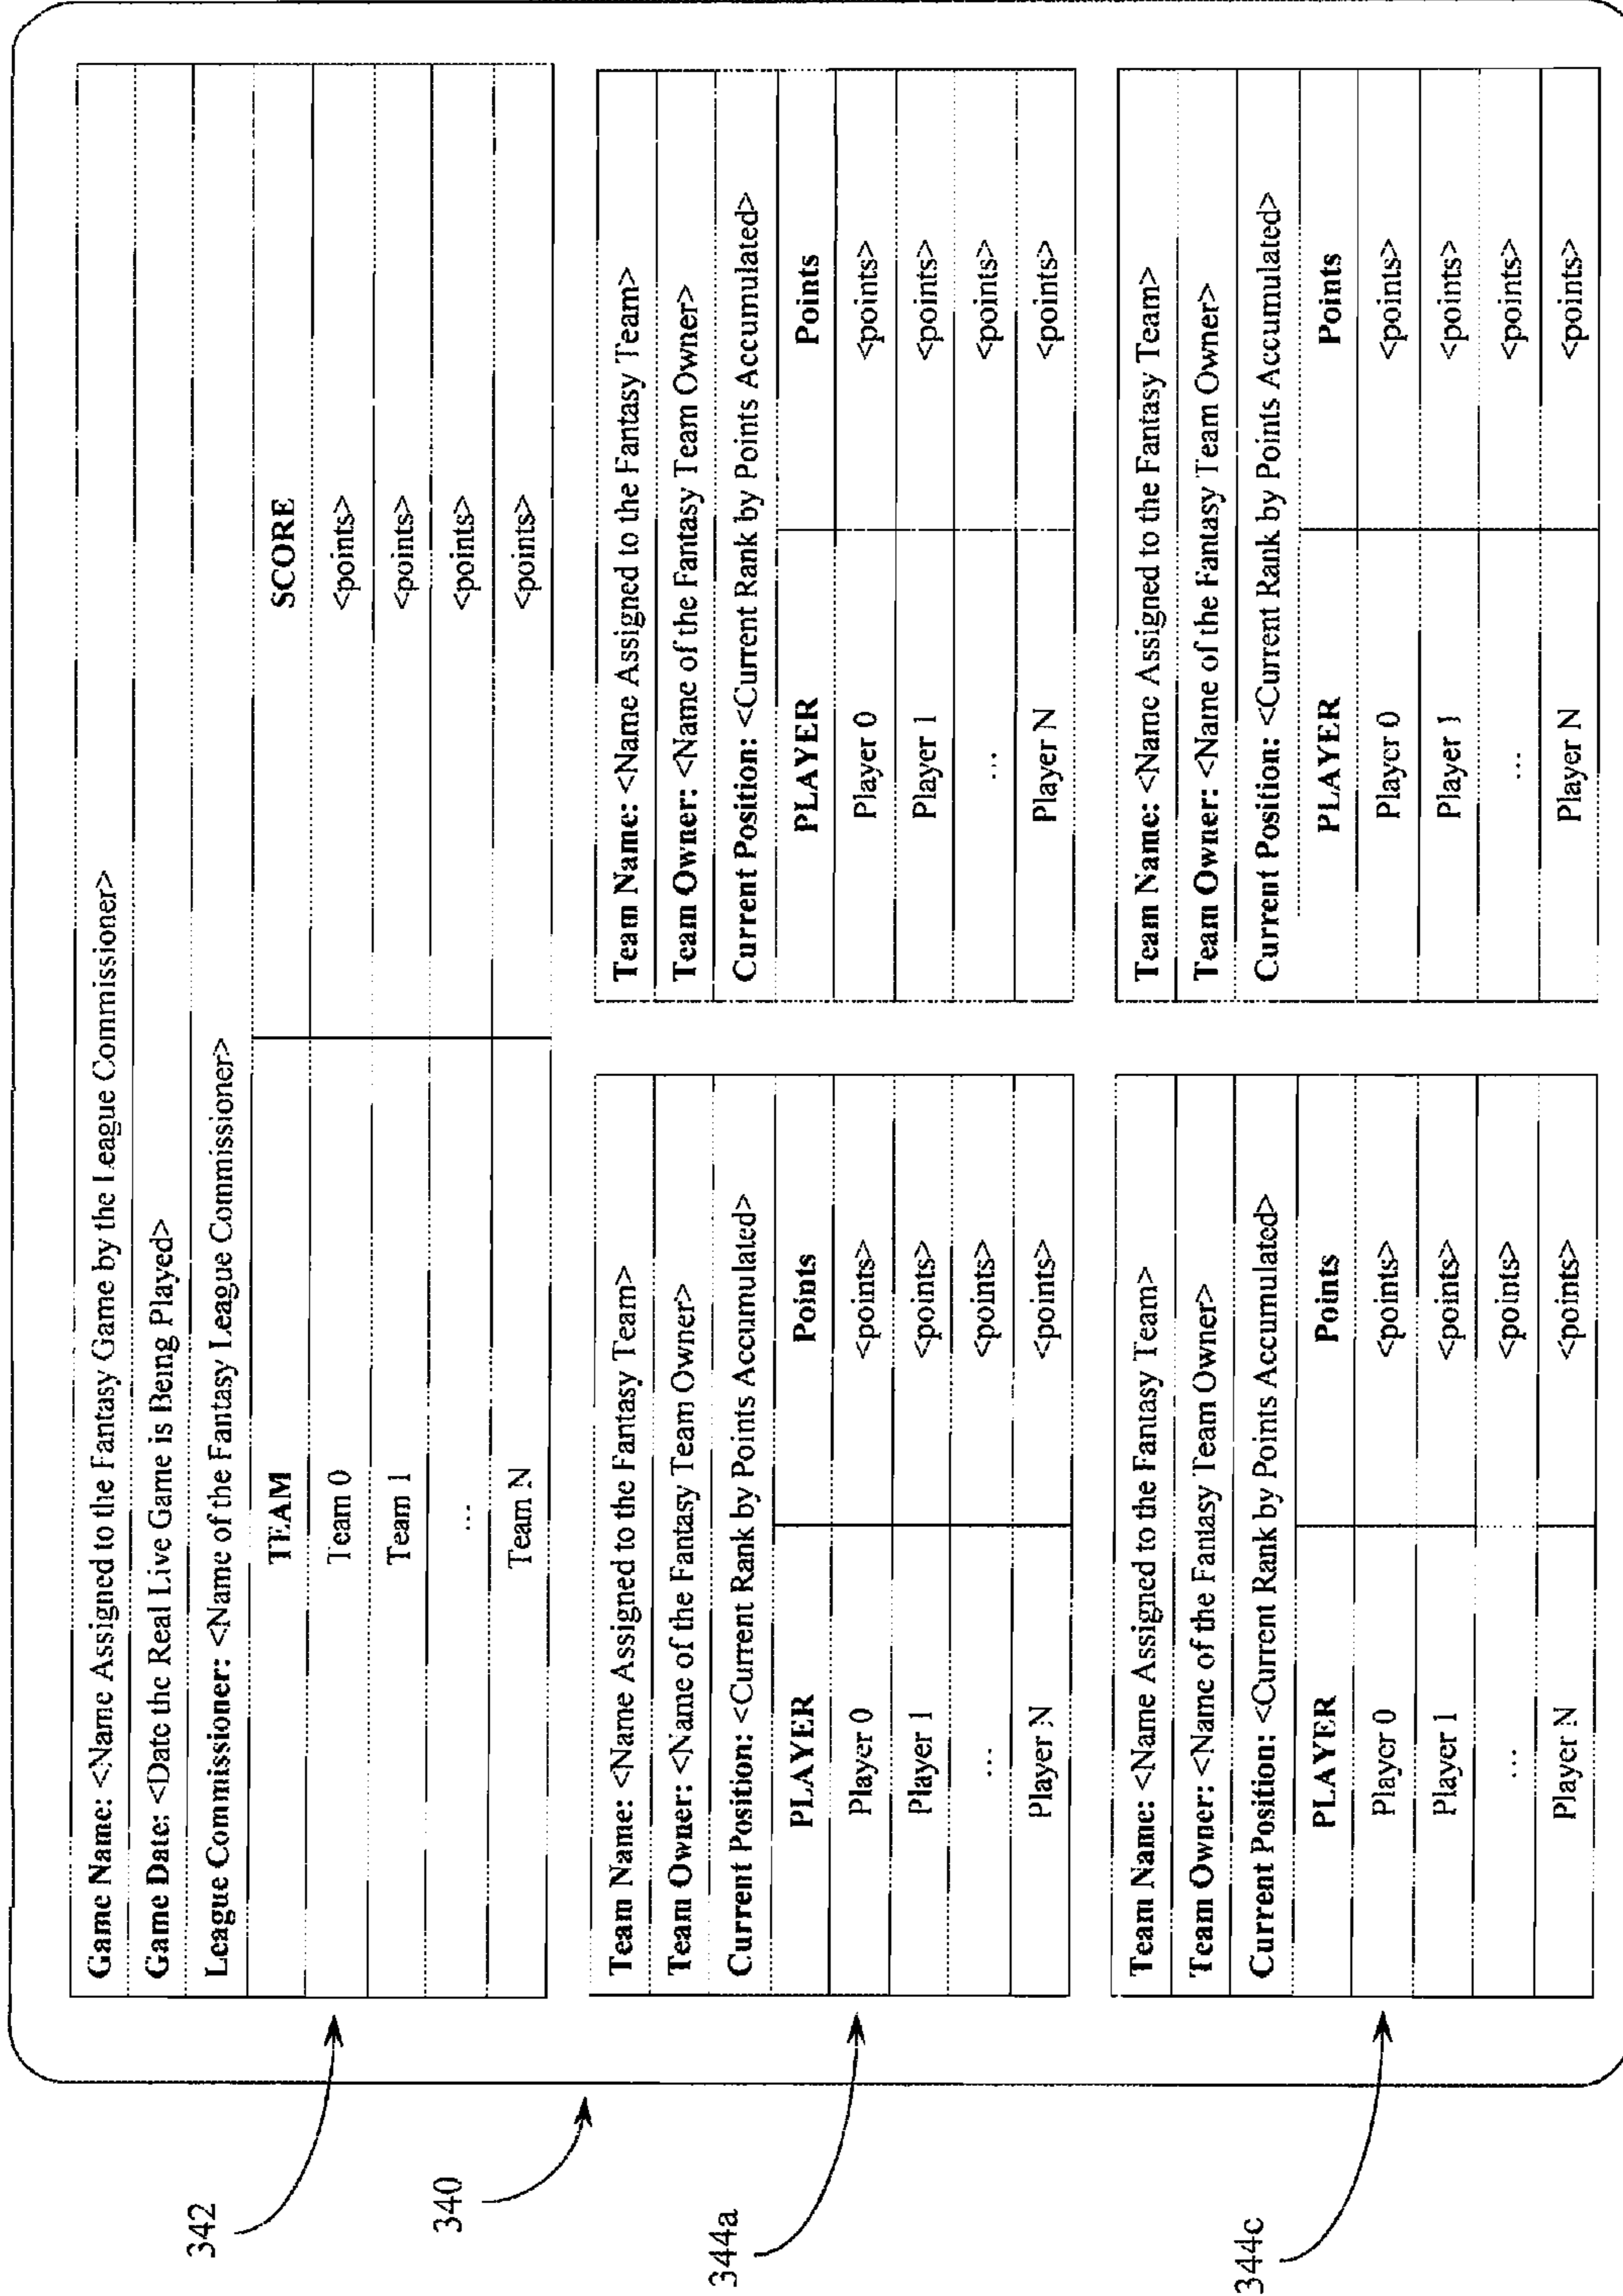 Game Name: <Name Assigned to the Fantasy Game by the League Commissioner>
Game Date: <Date the Real Live Game is Being Played>
League Commissioner: <Name of the Fantasy League Commissioner>
TEAM SCORE
Team 0 <points>
Team 1 <points>
... <points>
Team N <points>
342
340
Team Name: <Name Assigned to the Fantasy Team>
Team Owner: <Name of the Fantasy Team Owner>
Current Position: <Current Rank by Points Accumulated>
PLAYER Points
Player 0 <points>
Player 1 <points>
... <points>
Player N <points>
344a
Team Name: <Name Assigned to the Fantasy Team>
Team Owner: <Name of the Fantasy Team Owner>
Current Position: <Current Rank by Points Accumulated>
PLAYER Points
Player 0 <points>
Player 1 <points>
... <points>
Player N <points>
Team Name: <Name Assigned to the Fantasy Team>
Team Owner: <Name of the Fantasy Team Owner>
Current Position: <Current Rank by Points Accumulated>
PLAYER Points
Player 0 <points>
Player 1 <points>
... <points>
Player N <points>
344c
Team Name: <Name Assigned to the Fantasy Team>
Team Owner: <Name of the Fantasy Team Owner>
Current Position: <Current Rank by Points Accumulated>
PLAYER Points
Player 0 <points>
Player 1 <points>
... <points>
Player N <points>